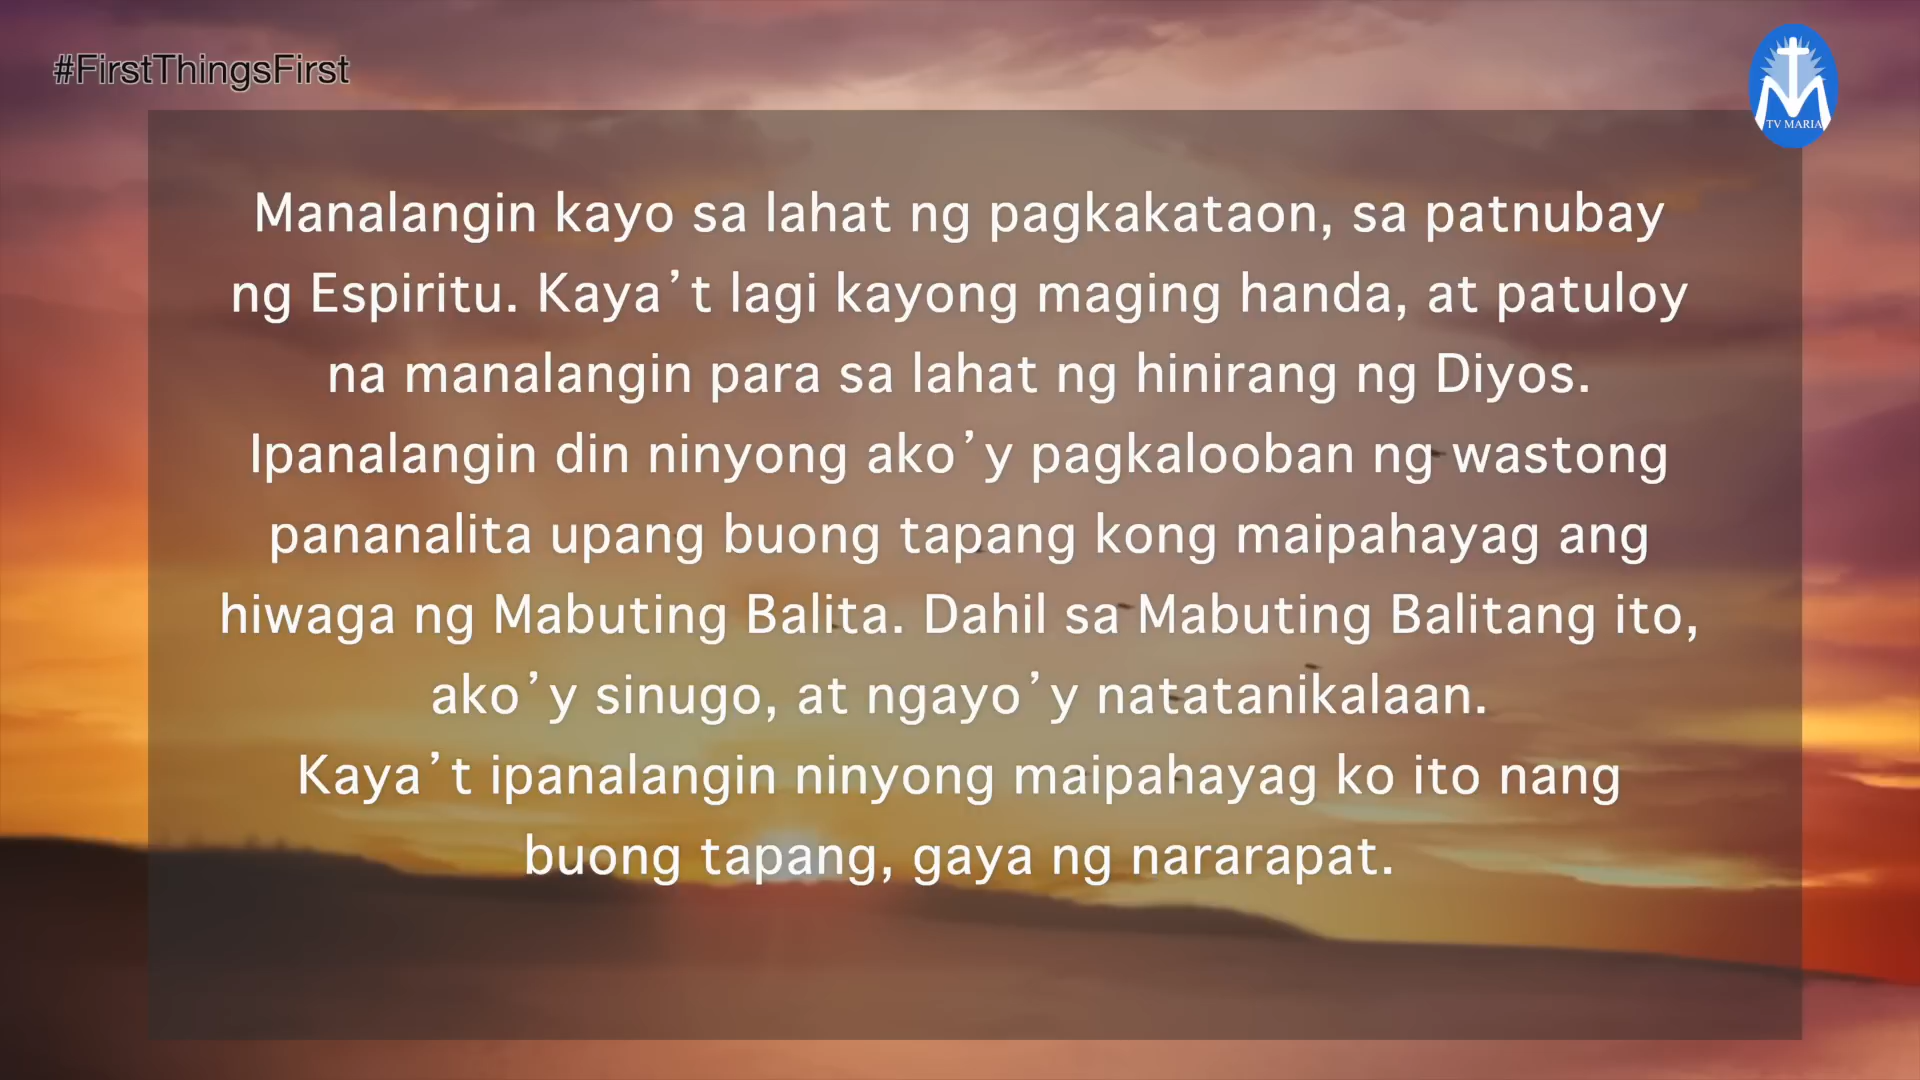 #FirstThingsFirst
TV MARIA
Manalangin kayo sa lahat ng pagkakataon, sa patnubay
ng Espiritu. Kaya’t lagi kayong maging handa, at patuloy
na manalangin para sa lahat ng hinirang ng Diyos.
Ipanalangin din ninyong ako’y pagkalooban ng wastong
pananalita upang buong tapang kong maipahayag ang
hiwaga ng Mabuting Balita. Dahil sa Mabuting Balitang ito,
ako’y sinugo, at ngayo’y natatanikalaan.
Kaya’t ipanalangin ninyong maipahayag ko ito nang
buong tapang, gaya ng nararapat.